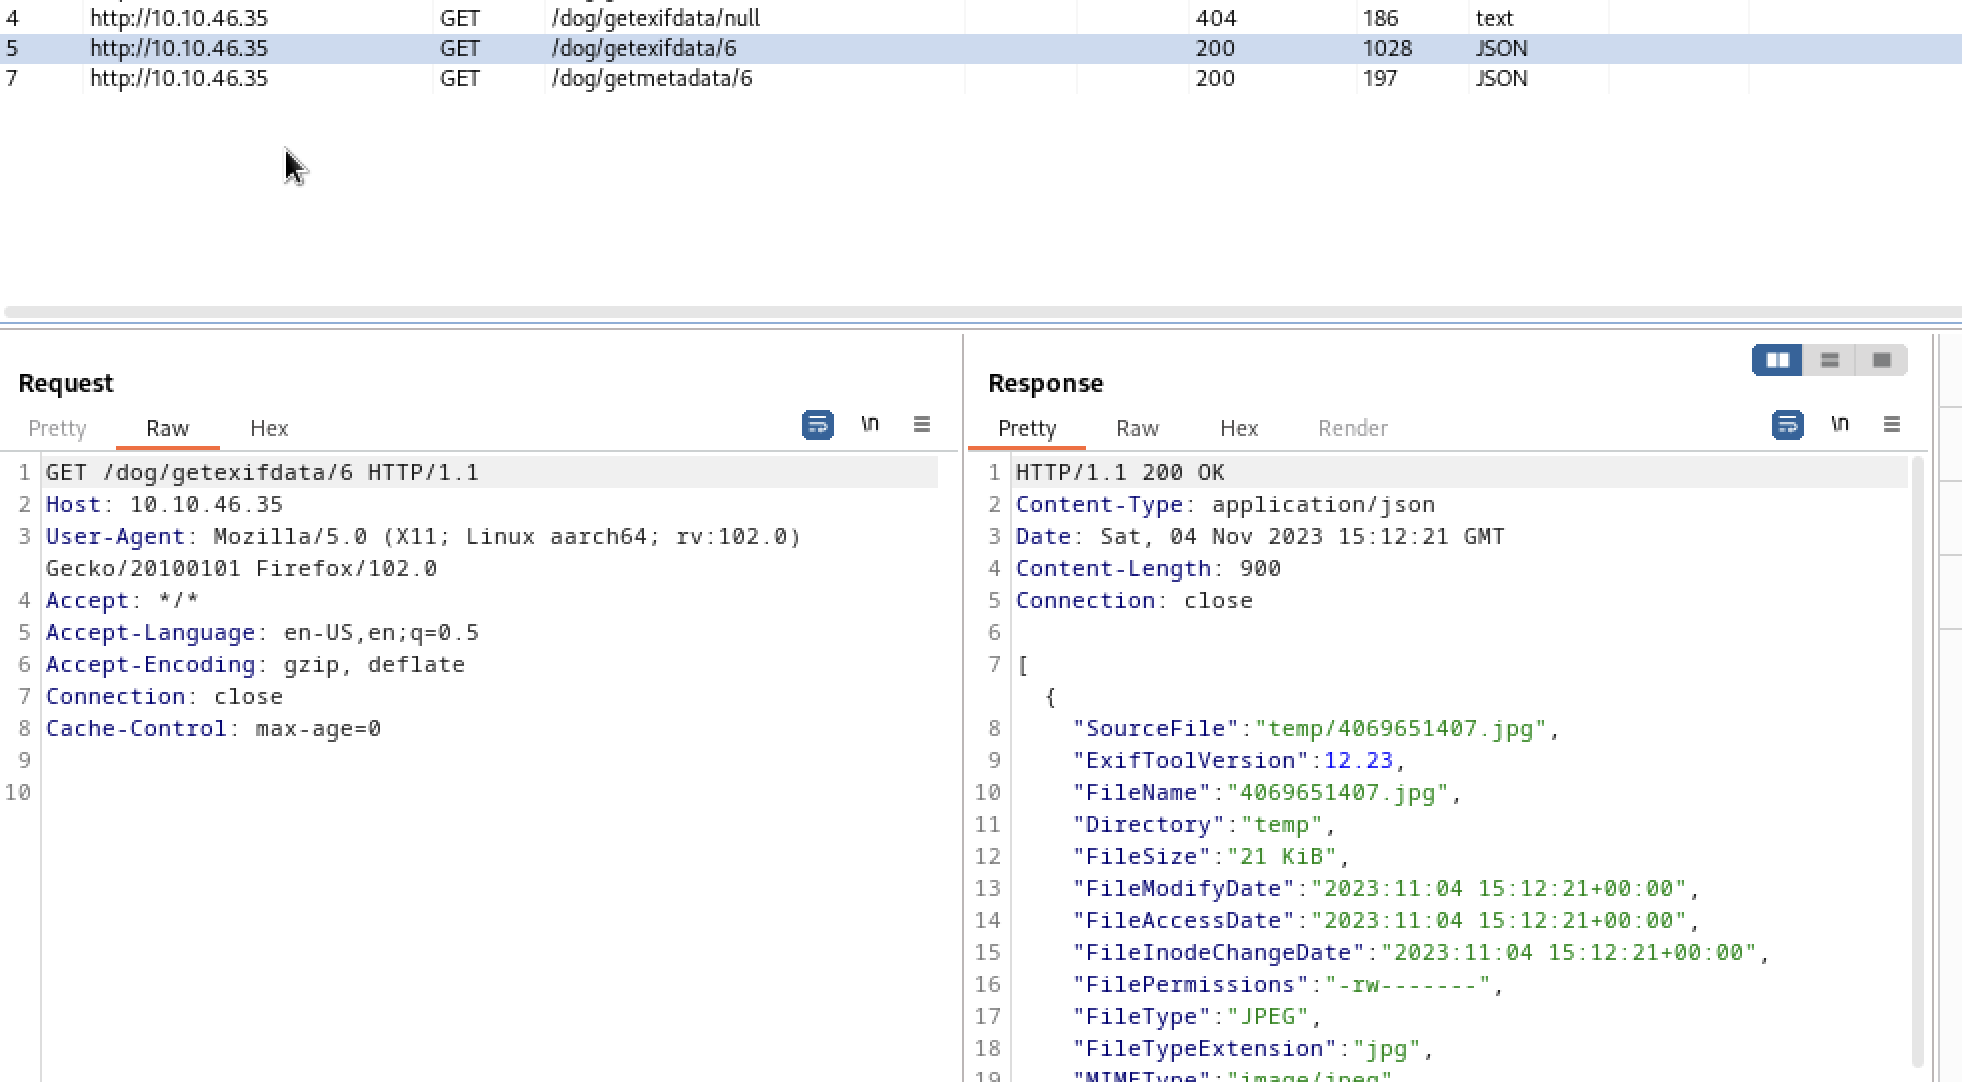 4 http://10.10.46.35 GET /dog/getexifdata/null 404 186 text
5 http://10.10.46.35 GET /dog/getexifdata/6 200 1028 JSON
7 http://10.10.46.35 GET /dog/getmetadata/6 200 197 JSON
Request
Pretty Raw Hex \n
1 GET /dog/getexifdata/6 HTTP/1.1
2 Host: 10.10.46.35
3 User-Agent: Mozilla/5.0 (X11; Linux aarch64; rv:102.0)
Gecko/20100101 Firefox/102.0
4 Accept: */*
5 Accept-Language: en-US,en;q=0.5
6 Accept-Encoding: gzip, deflate
7 Connection: close
8 Cache-Control: max-age=0
9
10
Response
Pretty Raw Hex Render \n
1 HTTP/1.1 200 OK
2 Content-Type: application/json
3 Date: Sat, 04 Nov 2023 15:12:21 GMT
4 Content-Length: 900
5 Connection: close
6
7 [
{
8 "SourceFile":"temp/4069651407.jpg",
9 "ExifToolVersion":12.23,
10 "FileName":"4069651407.jpg",
11 "Directory":"temp",
12 "FileSize":"21 KiB",
13 "FileModifyDate":"2023:11:04 15:12:21+00:00",
14 "FileAccessDate":"2023:11:04 15:12:21+00:00",
15 "FileInodeChangeDate":"2023:11:04 15:12:21+00:00",
16 "FilePermissions":"-rw-------",
17 "FileType":"JPEG",
18 "FileTypeExtension":"jpg",
19 "MIMEType":"image/jpeg"